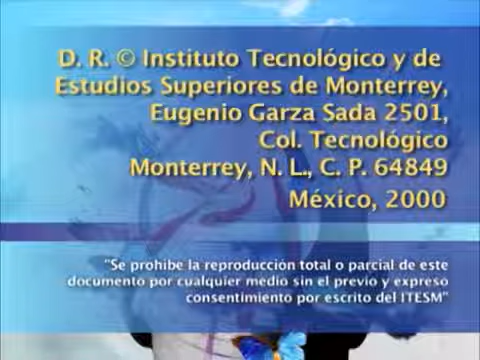 D. R. © Instituto Tecnológico y de
Estudios Superiores de Monterrey,
Eugenio Garza Sada 2501,
Col. Tecnológico
Monterrey, N. L., C. P. 64849
México, 2000
"Se prohibe la reproducción total o parcial de este
documento por cualquier medio sin el previo y expreso
consentimiento por escrito del ITESM"